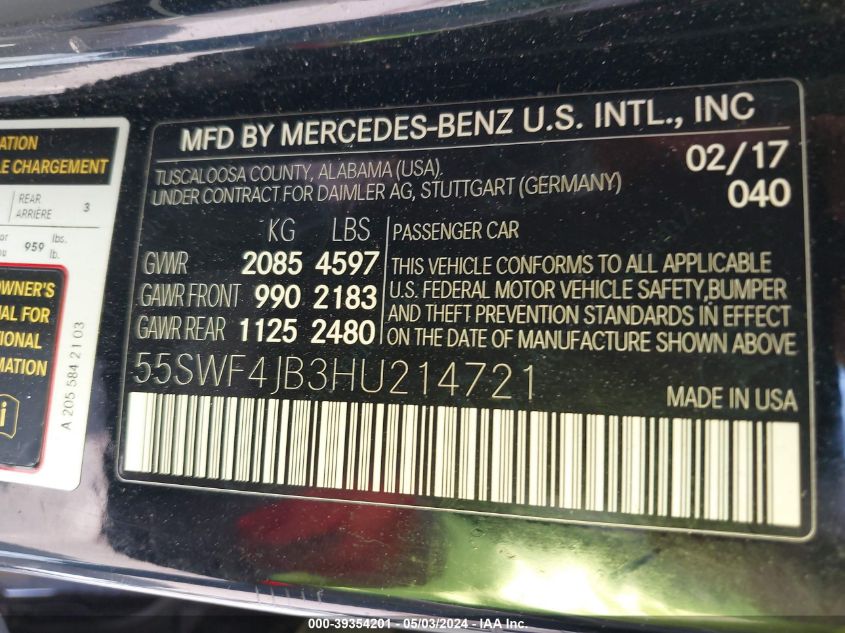 ATION
LE CHARGEMENT
REAR
ARRIÈRE 3
or
ou 959 lbs.
lb.
OWNER'S
AL FOR
IONAL
MATION
i
A 205 584 21 03
MFD BY MERCEDES-BENZ U.S. INTL., INC
TUSCALOOSA COUNTY, ALABAMA (USA). 02/17
UNDER CONTRACT FOR DAIMLER AG, STUTTGART (GERMANY) 040
KG LBS PASSENGER CAR
GVWR 2085 4597 THIS VEHICLE CONFORMS TO ALL APPLICABLE
GAWR FRONT 990 2183 U.S. FEDERAL MOTOR VEHICLE SAFETY,BUMPER
GAWR REAR 1125 2480 AND THEFT PREVENTION STANDARDS IN EFFECT
ON THE DATE OF MANUFACTURE SHOWN ABOVE
55SWF4JB3HU214721 MADE IN USA
000-39354201 - 05/03/2024 - IAA Inc.